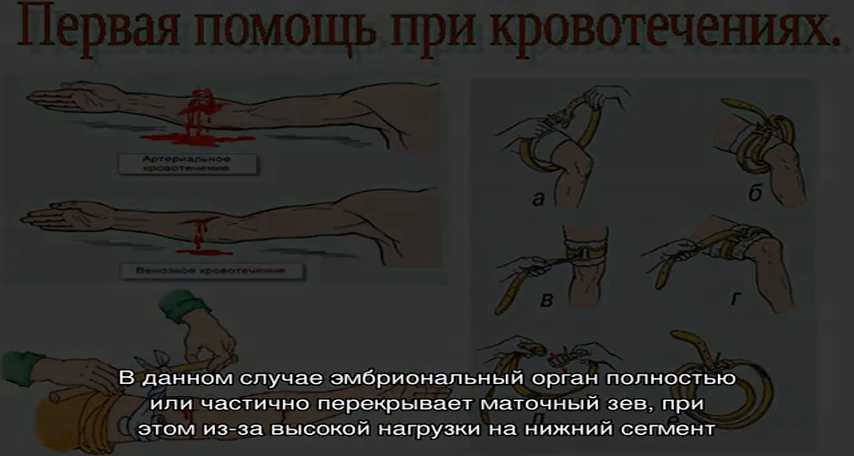 Первая помощь при кровотечениях.
Артериальное
кровотечение
Венозное кровотечение
а
б
в
г
В данном случае эмбриональный орган полностью
или частично перекрывает маточный зев, при
этом из-за высокой нагрузки на нижний сегмент